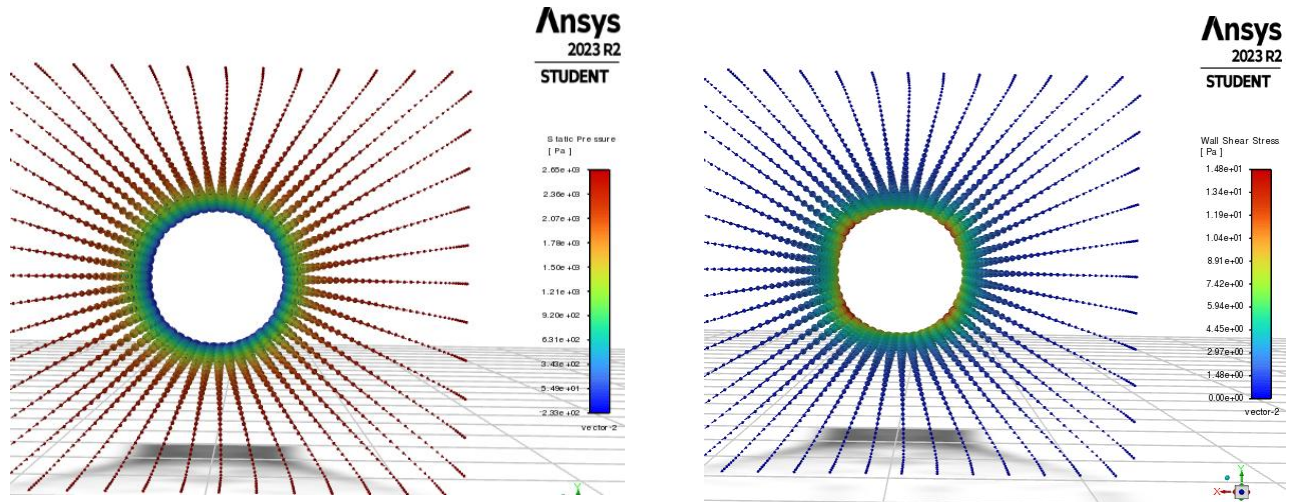 Ansys
2023 R2
STUDENT
Static Pressure
[ Pa ]
2.65e +03
2.36e +03
2.07e +03
1.78e +03
1.50e +03
1.21e +03
9.20e +02
6.31e +02
3.43e +02
5.49e +01
-2.33e +02
vector-2
Y
Ansys
2023 R2
STUDENT
Wall Shear Stress
[ Pa ]
1.48e+01
1.34e+01
1.19e+01
1.04e+01
8.91e+00
7.42e+00
5.94e+00
4.45e+00
2.97e+00
1.48e+00
0.00e+00
vector-2
Y
X